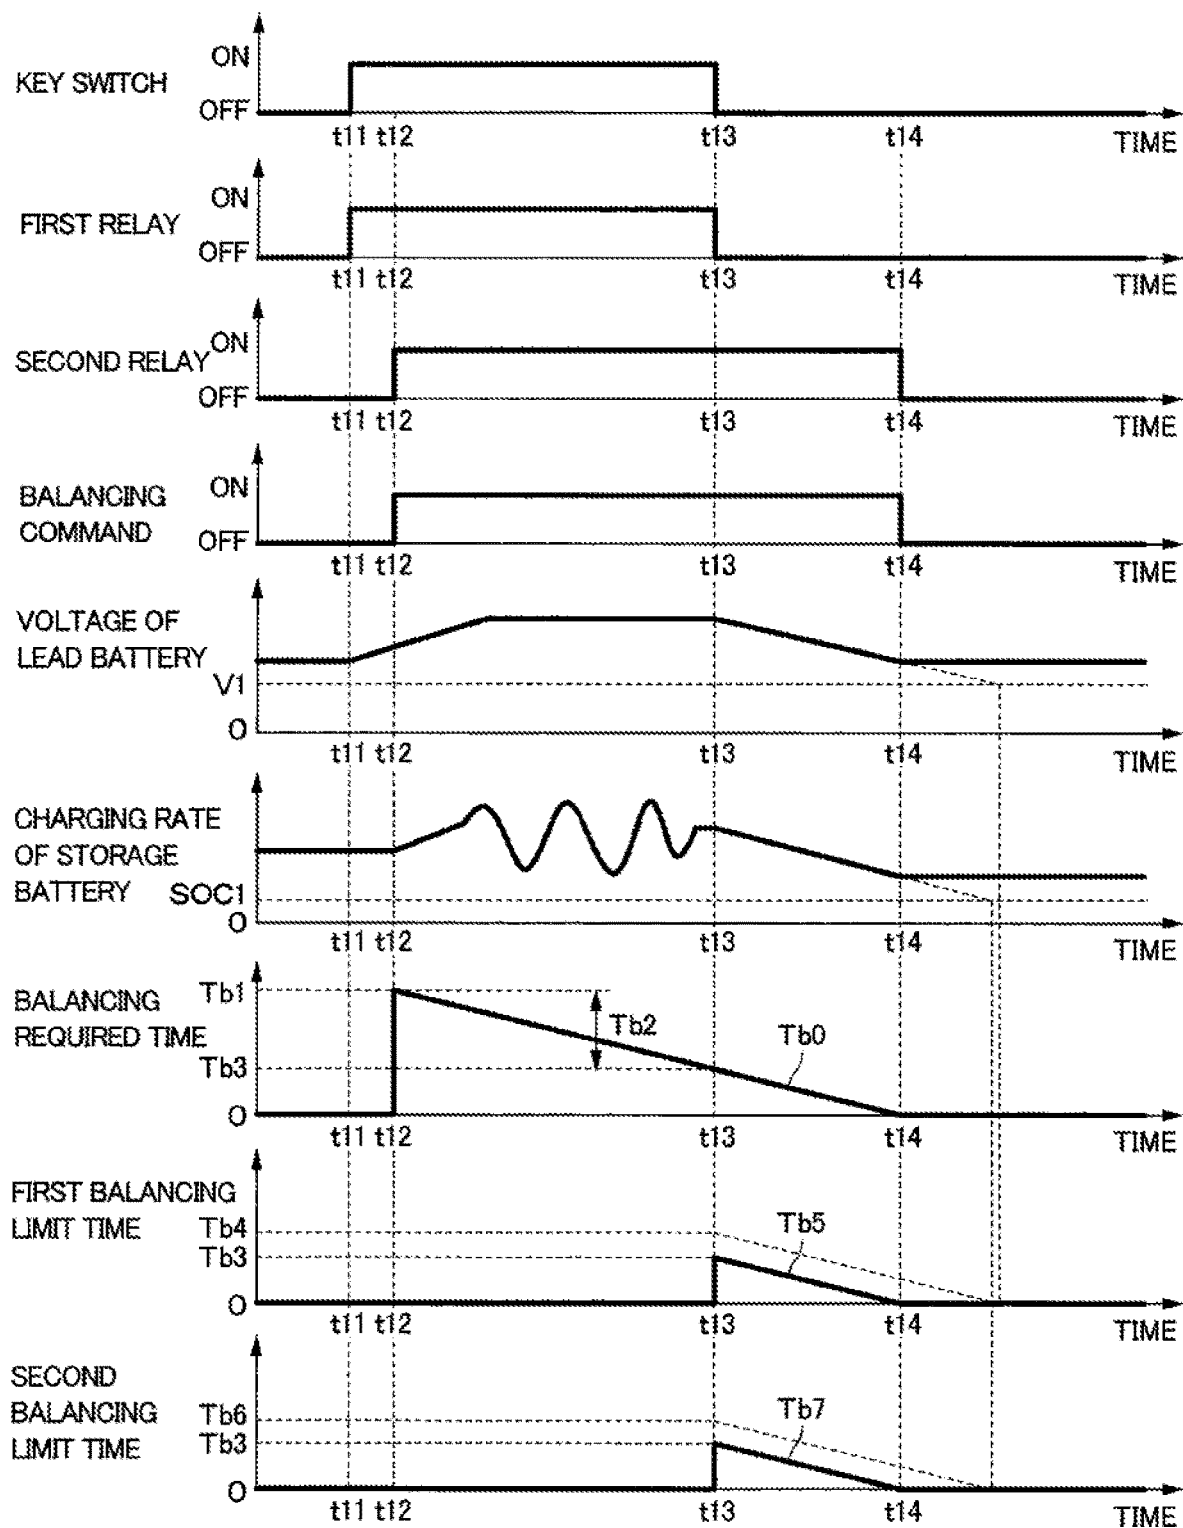 ON
KEY SWITCH
OFF
t11 t12 t13 t14 TIME
ON
FIRST RELAY
OFF
t11 t12 t13 t14 TIME
ON
SECOND RELAY
OFF
t11 t12 t13 t14 TIME
ON
BALANCING
COMMAND
OFF
t11 t12 t13 t14 TIME
VOLTAGE OF
LEAD BATTERY
V1
0
t11 t12 t13 t14 TIME
CHARGING RATE
OF STORAGE
BATTERY SOC1
0
t11 t12 t13 t14 TIME
Tb1
BALANCING
REQUIRED TIME
Tb2
Tb0
Tb3
0
t11 t12 t13 t14 TIME
FIRST BALANCING
LIMIT TIME Tb4
Tb5
Tb3
0
t11 t12 t13 t14 TIME
SECOND
BALANCING
LIMIT TIME
Tb6
Tb7
Tb3
0
t11 t12 t13 t14 TIME